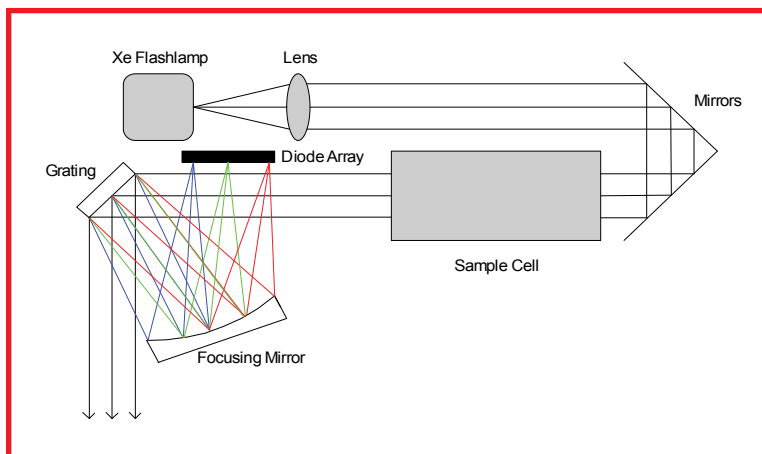 Xe Flashlamp
Lens
Mirrors
Diode Array
Grating
Sample Cell
Focusing Mirror